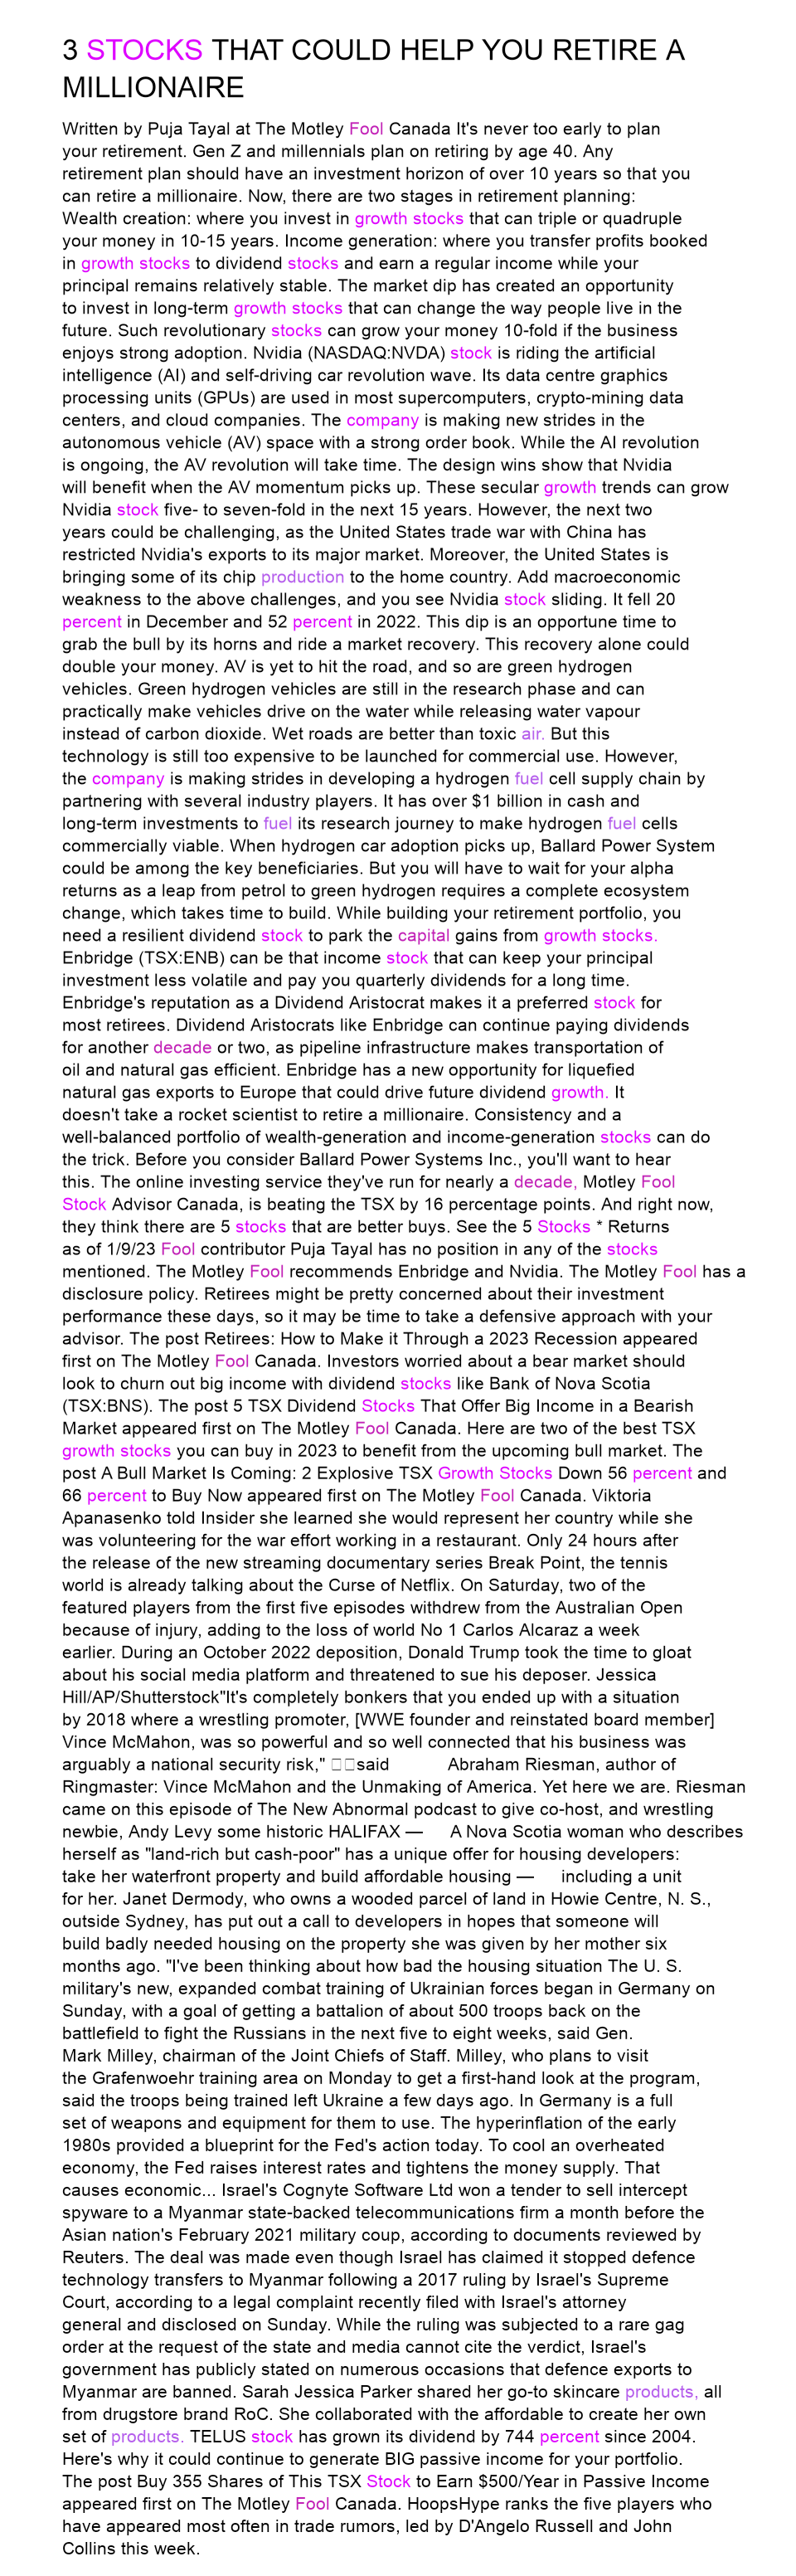 3 STOCKS THAT COULD HELP YOU RETIRE A
MILLIONAIRE
Written by Puja Tayal at The Motley Fool Canada It's never too early to plan
your retirement. Gen Z and millennials plan on retiring by age 40. Any
retirement plan should have an investment horizon of over 10 years so that you
can retire a millionaire. Now, there are two stages in retirement planning:
Wealth creation: where you invest in growth stocks that can triple or quadruple
your money in 10-15 years. Income generation: where you transfer profits booked
in growth stocks to dividend stocks and earn a regular income while your
principal remains relatively stable. The market dip has created an opportunity
to invest in long-term growth stocks that can change the way people live in the
future. Such revolutionary stocks can grow your money 10-fold if the business
enjoys strong adoption. Nvidia (NASDAQ:NVDA) stock is riding the artificial
intelligence (AI) and self-driving car revolution wave. Its data centre graphics
processing units (GPUs) are used in most supercomputers, crypto-mining data
centers, and cloud companies. The company is making new strides in the
autonomous vehicle (AV) space with a strong order book. While the AI revolution
is ongoing, the AV revolution will take time. The design wins show that Nvidia
will benefit when the AV momentum picks up. These secular growth trends can grow
Nvidia stock five- to seven-fold in the next 15 years. However, the next two
years could be challenging, as the United States trade war with China has
restricted Nvidia's exports to its major market. Moreover, the United States is
bringing some of its chip production to the home country. Add macroeconomic
weakness to the above challenges, and you see Nvidia stock sliding. It fell 20
percent in December and 52 percent in 2022. This dip is an opportune time to
grab the bull by its horns and ride a market recovery. This recovery alone could
double your money. AV is yet to hit the road, and so are green hydrogen
vehicles. Green hydrogen vehicles are still in the research phase and can
practically make vehicles drive on the water while releasing water vapour
instead of carbon dioxide. Wet roads are better than toxic air. But this
technology is still too expensive to be launched for commercial use. However,
the company is making strides in developing a hydrogen fuel cell supply chain by
partnering with several industry players. It has over $1 billion in cash and
long-term investments to fuel its research journey to make hydrogen fuel cells
commercially viable. When hydrogen car adoption picks up, Ballard Power System
could be among the key beneficiaries. But you will have to wait for your alpha
returns as a leap from petrol to green hydrogen requires a complete ecosystem
change, which takes time to build. While building your retirement portfolio, you
need a resilient dividend stock to park the capital gains from growth stocks.
Enbridge (TSX:ENB) can be that income stock that can keep your principal
investment less volatile and pay you quarterly dividends for a long time.
Enbridge's reputation as a Dividend Aristocrat makes it a preferred stock for
most retirees. Dividend Aristocrats like Enbridge can continue paying dividends
for another decade or two, as pipeline infrastructure makes transportation of
oil and natural gas efficient. Enbridge has a new opportunity for liquefied
natural gas exports to Europe that could drive future dividend growth. It
doesn't take a rocket scientist to retire a millionaire. Consistency and a
well-balanced portfolio of wealth-generation and income-generation stocks can do
the trick. Before you consider Ballard Power Systems Inc., you'll want to hear
this. The online investing service they've run for nearly a decade, Motley Fool
Stock Advisor Canada, is beating the TSX by 16 percentage points. And right now,
they think there are 5 stocks that are better buys. See the 5 Stocks * Returns
as of 1/9/23 Fool contributor Puja Tayal has no position in any of the stocks
mentioned. The Motley Fool recommends Enbridge and Nvidia. The Motley Fool has a
disclosure policy. Retirees might be pretty concerned about their investment
performance these days, so it may be time to take a defensive approach with your
advisor. The post Retirees: How to Make it Through a 2023 Recession appeared
first on The Motley Fool Canada. Investors worried about a bear market should
look to churn out big income with dividend stocks like Bank of Nova Scotia
(TSX:BNS). The post 5 TSX Dividend Stocks That Offer Big Income in a Bearish
Market appeared first on The Motley Fool Canada. Here are two of the best TSX
growth stocks you can buy in 2023 to benefit from the upcoming bull market. The
post A Bull Market Is Coming: 2 Explosive TSX Growth Stocks Down 56 percent and
66 percent to Buy Now appeared first on The Motley Fool Canada. Viktoria
Apanasenko told Insider she learned she would represent her country while she
was volunteering for the war effort working in a restaurant. Only 24 hours after
the release of the new streaming documentary series Break Point, the tennis
world is already talking about the Curse of Netflix. On Saturday, two of the
featured players from the first five episodes withdrew from the Australian Open
because of injury, adding to the loss of world No 1 Carlos Alcaraz a week
earlier. During an October 2022 deposition, Donald Trump took the time to gloat
about his social media platform and threatened to sue his deposer. Jessica
Hill/AP/Shutterstock"It's completely bonkers that you ended up with a situation
by 2018 where a wrestling promoter, [WWE founder and reinstated board member]
Vince McMahon, was so powerful and so well connected that his business was
arguably a national security risk," said Abraham Riesman, author of
Ringmaster: Vince McMahon and the Unmaking of America. Yet here we are. Riesman
came on this episode of The New Abnormal podcast to give co-host, and wrestling
newbie, Andy Levy some historic HALIFAX — A Nova Scotia woman who describes
herself as "land-rich but cash-poor" has a unique offer for housing developers:
take her waterfront property and build affordable housing — including a unit
for her. Janet Dermody, who owns a wooded parcel of land in Howie Centre, N. S.,
outside Sydney, has put out a call to developers in hopes that someone will
build badly needed housing on the property she was given by her mother six
months ago. "I've been thinking about how bad the housing situation The U. S.
military's new, expanded combat training of Ukrainian forces began in Germany on
Sunday, with a goal of getting a battalion of about 500 troops back on the
battlefield to fight the Russians in the next five to eight weeks, said Gen.
Mark Milley, chairman of the Joint Chiefs of Staff. Milley, who plans to visit
the Grafenwoehr training area on Monday to get a first-hand look at the program,
said the troops being trained left Ukraine a few days ago. In Germany is a full
set of weapons and equipment for them to use. The hyperinflation of the early
1980s provided a blueprint for the Fed's action today. To cool an overheated
economy, the Fed raises interest rates and tightens the money supply. That
causes economic... Israel's Cognyte Software Ltd won a tender to sell intercept
spyware to a Myanmar state-backed telecommunications firm a month before the
Asian nation's February 2021 military coup, according to documents reviewed by
Reuters. The deal was made even though Israel has claimed it stopped defence
technology transfers to Myanmar following a 2017 ruling by Israel's Supreme
Court, according to a legal complaint recently filed with Israel's attorney
general and disclosed on Sunday. While the ruling was subjected to a rare gag
order at the request of the state and media cannot cite the verdict, Israel's
government has publicly stated on numerous occasions that defence exports to
Myanmar are banned. Sarah Jessica Parker shared her go-to skincare products, all
from drugstore brand RoC. She collaborated with the affordable to create her own
set of products. TELUS stock has grown its dividend by 744 percent since 2004.
Here's why it could continue to generate BIG passive income for your portfolio.
The post Buy 355 Shares of This TSX Stock to Earn $500/Year in Passive Income
appeared first on The Motley Fool Canada. HoopsHype ranks the five players who
have appeared most often in trade rumors, led by D'Angelo Russell and John
Collins this week.